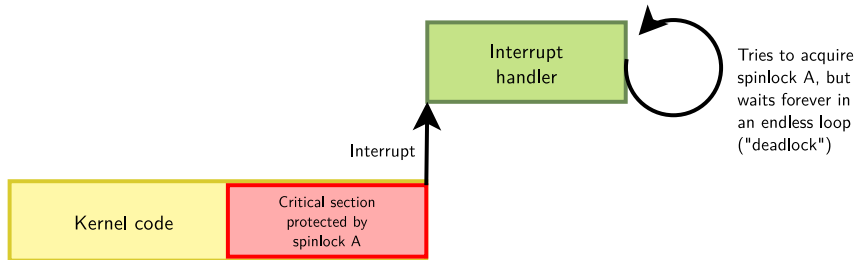 Interrupt
handler
Tries to acquire
spinlock A, but
waits forever in
an endless loop
("deadlock")
Interrupt
Kernel code
Critical section
protected by
spinlock A